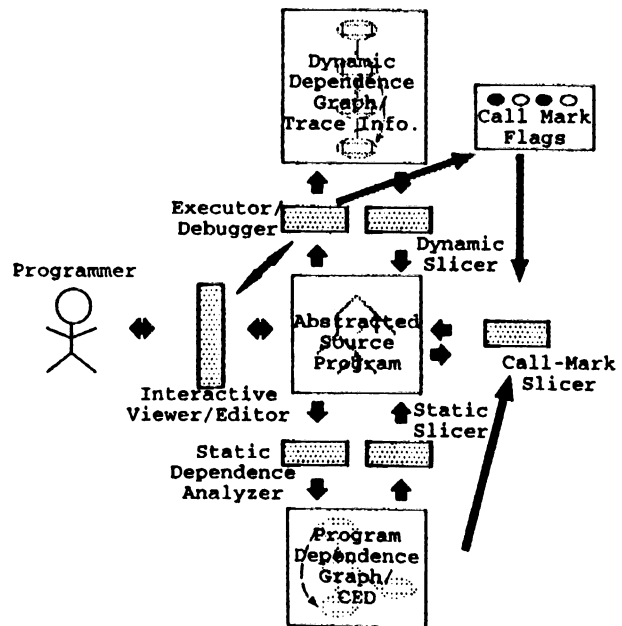 Dynamic
Dependence
Graph/
Trace Info.
Call Mark
Flags
Executor/
Debugger
Dynamic
Slicer
Programmer
Abstracted
Source
Program
Call-Mark
Slicer
Interactive
Viewer/Editor
Static
Slicer
Static
Dependence
Analyzer
Program
Dependence
Graph/
CED